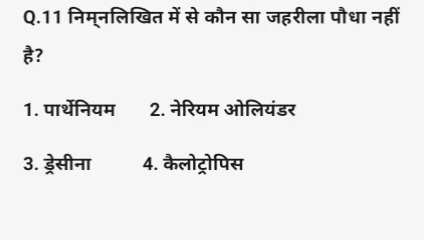 Q.11 निम्नलिखित में से कौन सा जहरीला पौधा नहीं
है?
1. पार्थेनियम 2. नेरियम ओलियंडर
3. ड्रेसीना 4. कैलोट्रोपिस